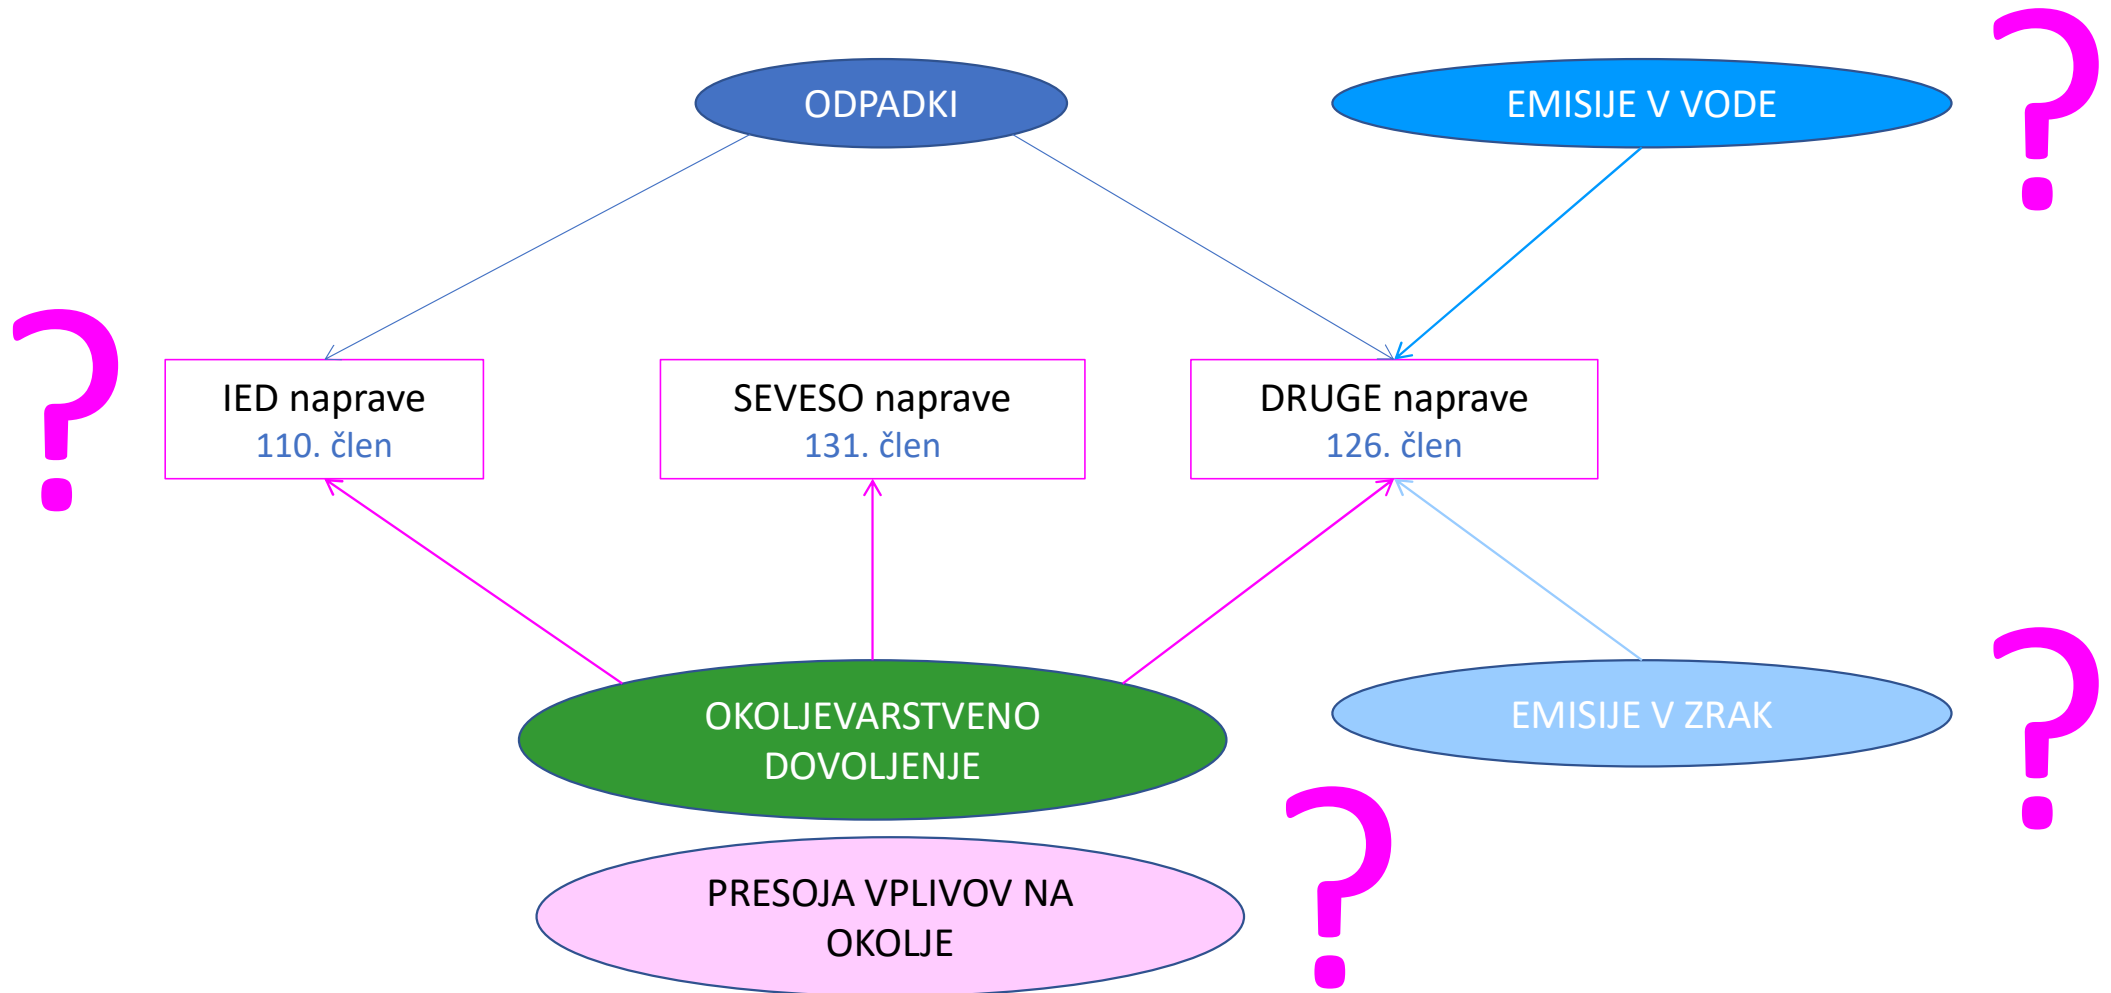 ?
ODPADKI
EMISIJE V VODE
?
IED naprave
110. člen
SEVESO naprave
131. člen
DRUGE naprave
126. člen
OKOLJEVARSTVENO
DOVOLJENJE
EMISIJE V ZRAK
?
PRESOJA VPLIVOV NA
OKOLJE
?